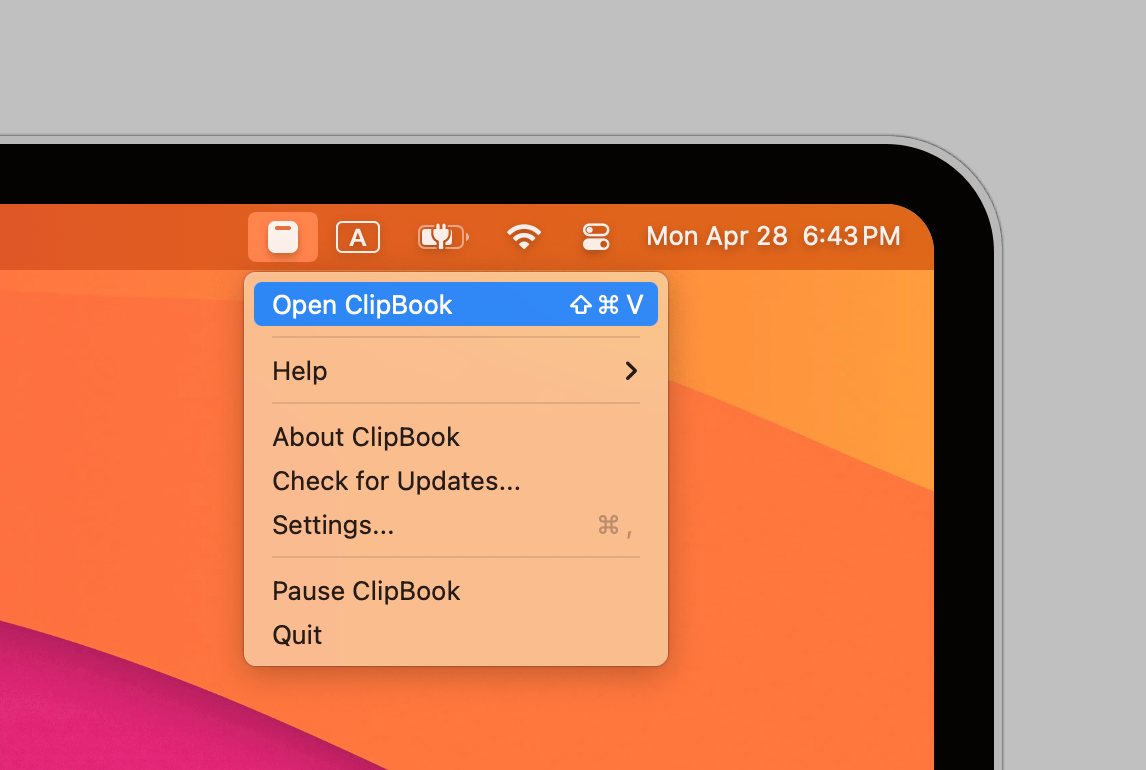 A Mon Apr 28 6:43 PM
Open ClipBook ⇧ ⌘ V
Help
About ClipBook
Check for Updates...
Settings... ⌘ ,
Pause ClipBook
Quit